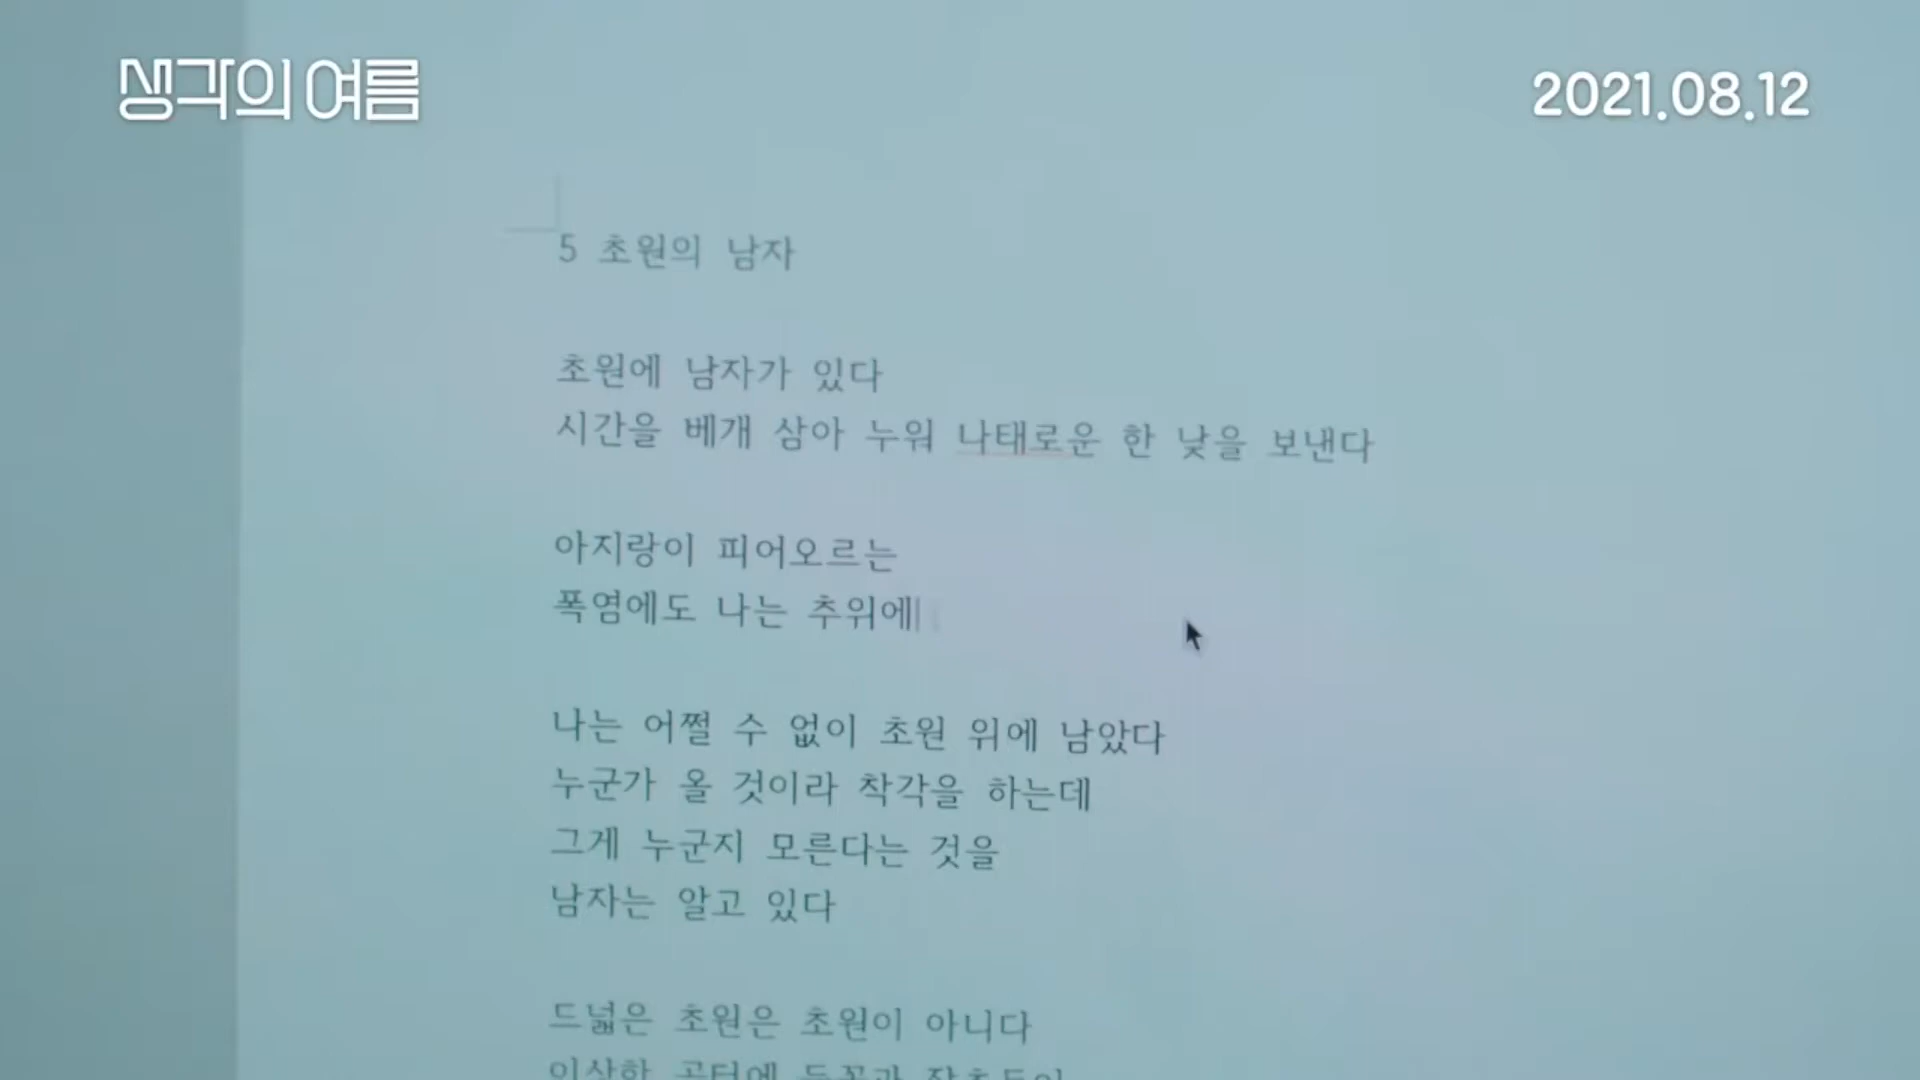 생각의 여름
2021.08.12
5 초원의 남자
초원에 남자가 있다
시간을 베개 삼아 누워 나태로운 한 낮을 보낸다
아지랑이 피어오르는
폭염에도 나는 추위에
나는 어쩔 수 없이 초원 위에 남았다
누군가 올 것이라 착각을 하는데
그게 누군지 모른다는 것을
남자는 알고 있다
드넓은 초원은 초원이 아니다